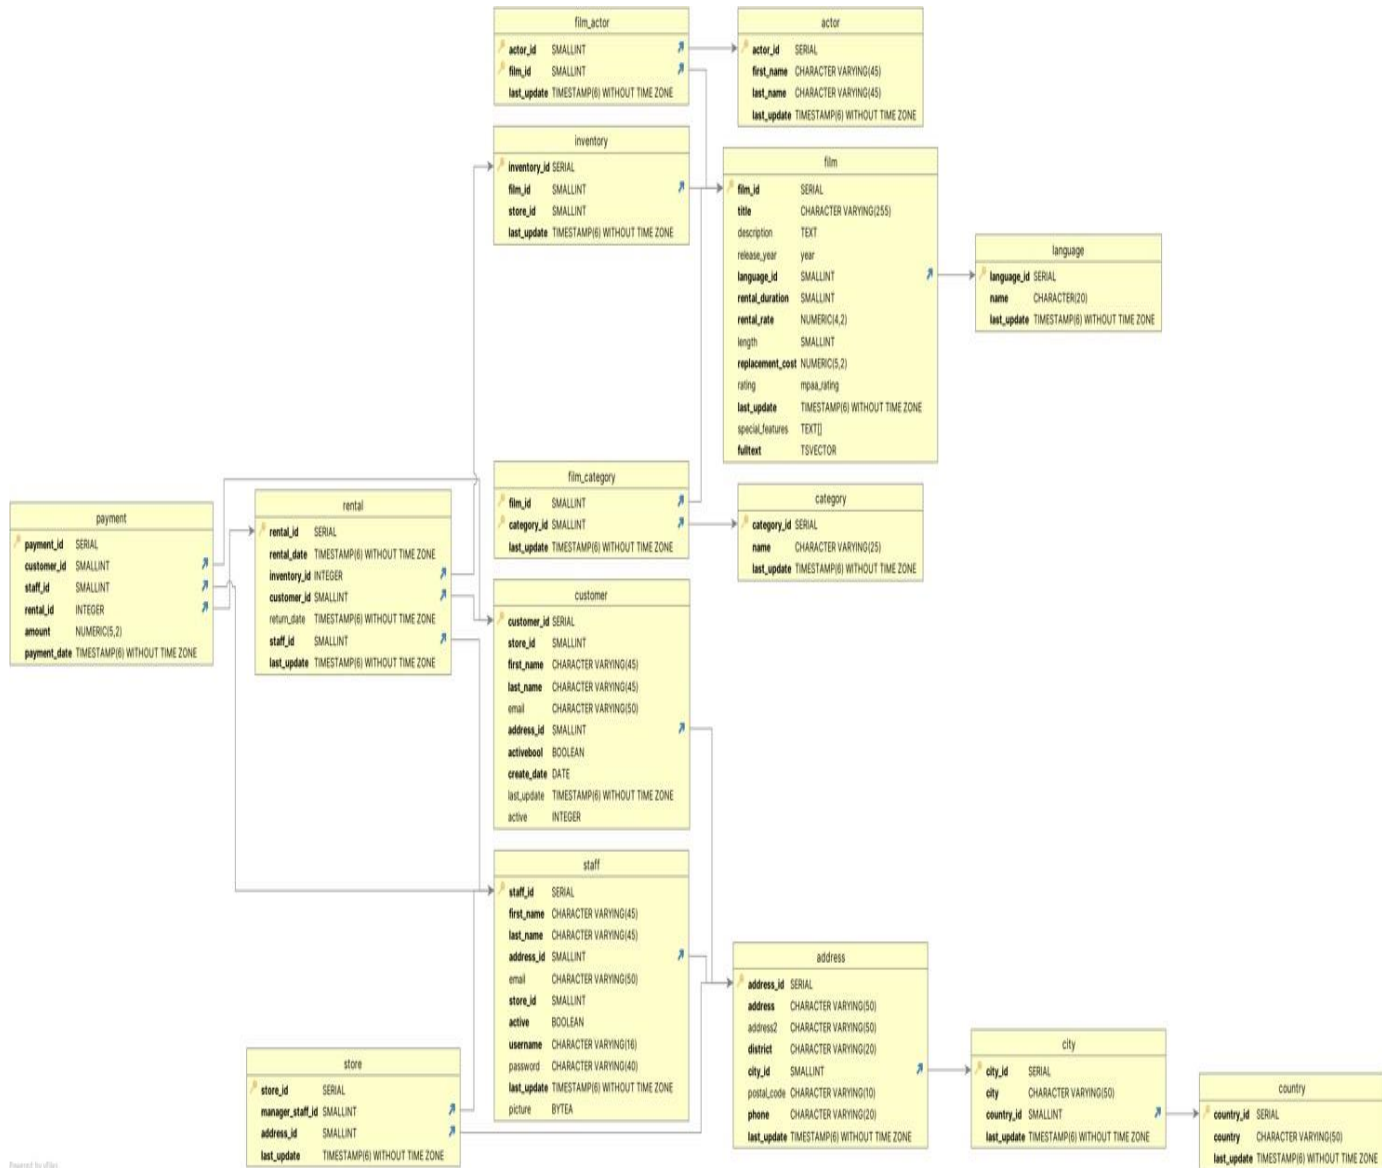 film_actor
actor_id SMALLINT
film_id SMALLINT
last_update TIMESTAMP(6) WITHOUT TIME ZONE
actor
actor_id SERIAL
first_name CHARACTER VARYING(45)
last_name CHARACTER VARYING(45)
last_update TIMESTAMP(6) WITHOUT TIME ZONE
inventory
inventory_id SERIAL
film_id SMALLINT
store_id SMALLINT
last_update TIMESTAMP(6) WITHOUT TIME ZONE
film
film_id SERIAL
title CHARACTER VARYING(255)
description TEXT
release_year year
language_id SMALLINT
rental_duration SMALLINT
rental_rate NUMERIC(4,2)
length SMALLINT
replacement_cost NUMERIC(5,2)
rating mpaa_rating
last_update TIMESTAMP(6) WITHOUT TIME ZONE
special_features TEXT[]
fulltext TSVECTOR
language
language_id SERIAL
name CHARACTER(20)
last_update TIMESTAMP(6) WITHOUT TIME ZONE
film_category
film_id SMALLINT
category_id SMALLINT
last_update TIMESTAMP(6) WITHOUT TIME ZONE
category
category_id SERIAL
name CHARACTER VARYING(25)
last_update TIMESTAMP(6) WITHOUT TIME ZONE
payment
payment_id SERIAL
customer_id SMALLINT
staff_id SMALLINT
rental_id INTEGER
amount NUMERIC(5,2)
payment_date TIMESTAMP(6) WITHOUT TIME ZONE
rental
rental_id SERIAL
rental_date TIMESTAMP(6) WITHOUT TIME ZONE
inventory_id INTEGER
customer_id SMALLINT
return_date TIMESTAMP(6) WITHOUT TIME ZONE
staff_id SMALLINT
last_update TIMESTAMP(6) WITHOUT TIME ZONE
customer
customer_id SERIAL
store_id SMALLINT
first_name CHARACTER VARYING(45)
last_name CHARACTER VARYING(45)
email CHARACTER VARYING(50)
address_id SMALLINT
activebool BOOLEAN
create_date DATE
last_update TIMESTAMP(6) WITHOUT TIME ZONE
active INTEGER
staff
staff_id SERIAL
first_name CHARACTER VARYING(45)
last_name CHARACTER VARYING(45)
address_id SMALLINT
email CHARACTER VARYING(50)
store_id SMALLINT
active BOOLEAN
username CHARACTER VARYING(16)
password CHARACTER VARYING(40)
last_update TIMESTAMP(6) WITHOUT TIME ZONE
picture BYTEA
store
store_id SERIAL
manager_staff_id SMALLINT
address_id SMALLINT
last_update TIMESTAMP(6) WITHOUT TIME ZONE
address
address_id SERIAL
address CHARACTER VARYING(50)
address2 CHARACTER VARYING(50)
district CHARACTER VARYING(20)
city_id SMALLINT
postal_code CHARACTER VARYING(10)
phone CHARACTER VARYING(20)
last_update TIMESTAMP(6) WITHOUT TIME ZONE
city
city_id SERIAL
city CHARACTER VARYING(50)
country_id SMALLINT
last_update TIMESTAMP(6) WITHOUT TIME ZONE
country
country_id SERIAL
country CHARACTER VARYING(50)
last_update TIMESTAMP(6) WITHOUT TIME ZONE
Powered by yFiles